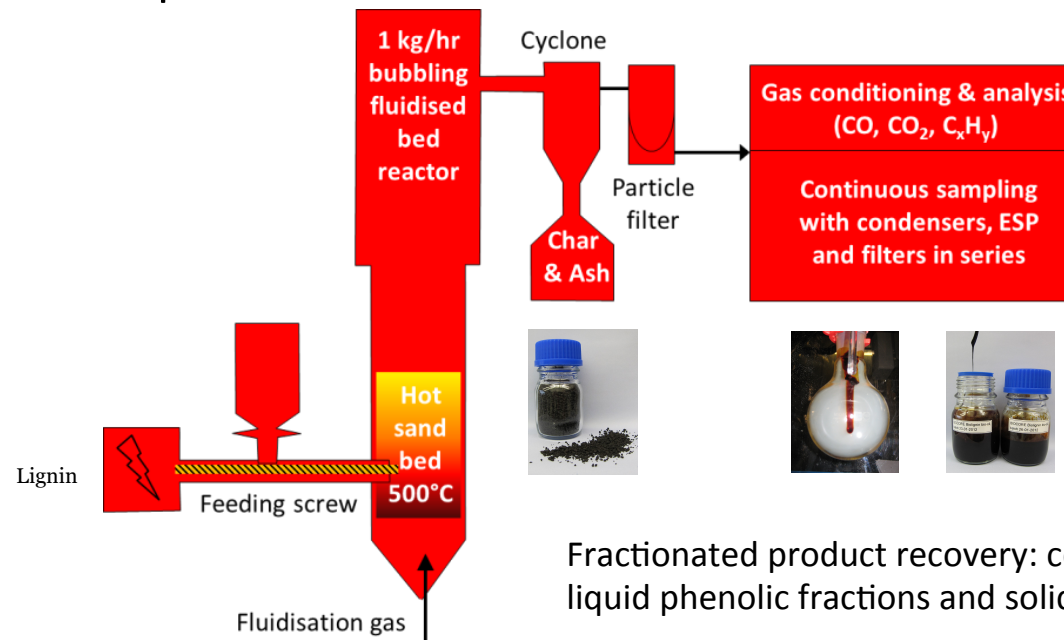 1 kg/hr
bubbling
fluidised
bed
reactor
Cyclone
Particle
filter
Char
& Ash
Gas conditioning & analysis
(CO, CO₂, CₓHᵧ)
Continuous sampling
with condensers, ESP
and filters in series
Hot
sand
bed
500°C
Lignin
Feeding screw
Fluidisation gas
Fractionated product recovery:
liquid phenolic fractions and